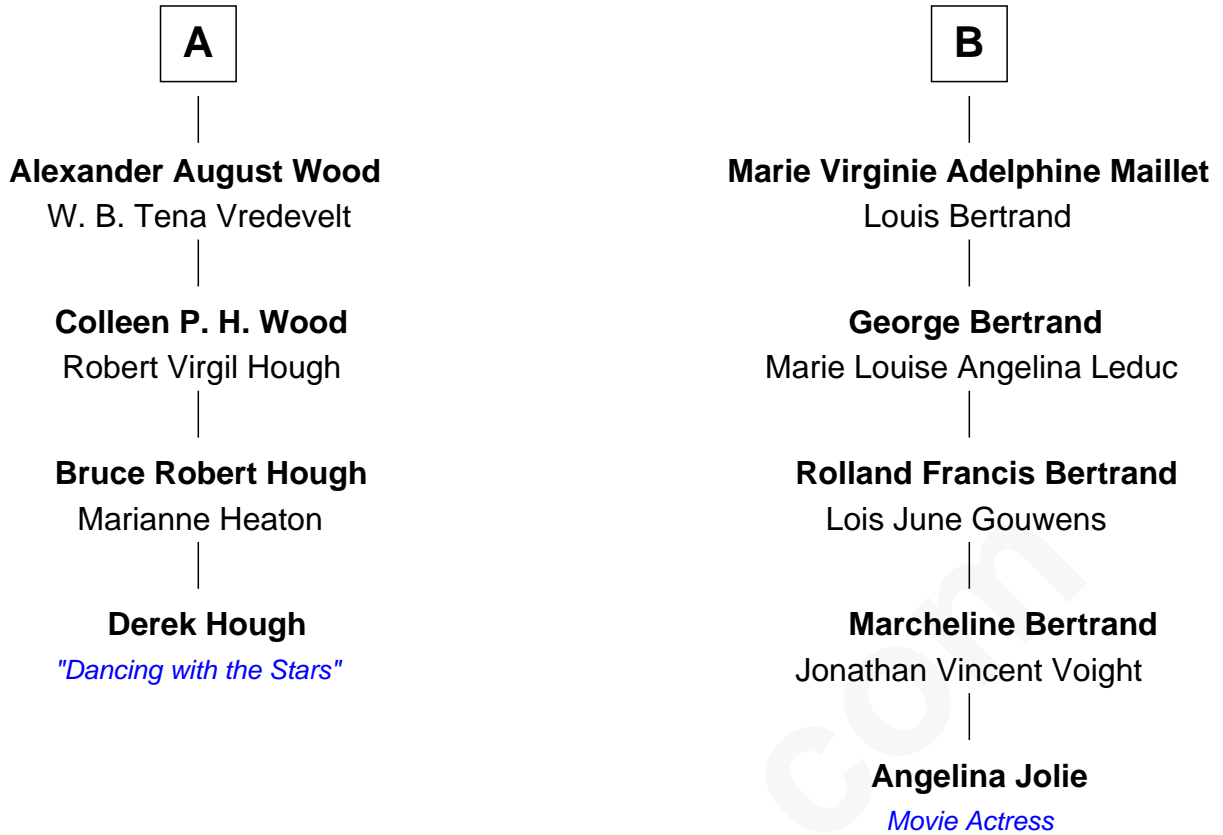 A
B
Alexander August Wood
W. B. Tena Vredevelt
Marie Virginie Adelphine Maillet
Louis Bertrand
Colleen P. H. Wood
Robert Virgil Hough
George Bertrand
Marie Louise Angelina Leduc
Bruce Robert Hough
Marianne Heaton
Rolland Francis Bertrand
Lois June Gouwens
Derek Hough
"Dancing with the Stars"
Marcheline Bertrand
Jonathan Vincent Voight
Angelina Jolie
Movie Actress
com